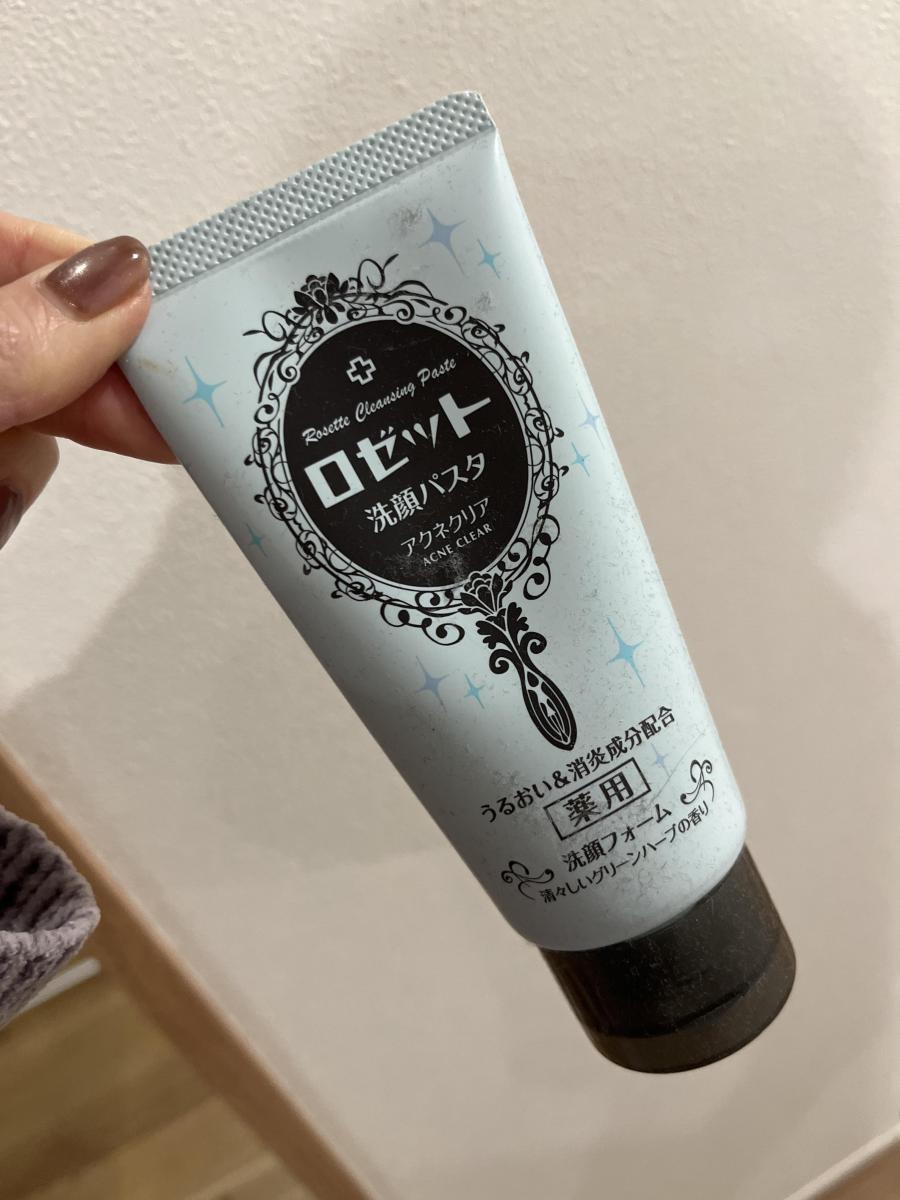 Rosette Cleansing Paste
ロゼット
洗顔パスタ
アクネクリア
ACNE CLEAR
うるおい&消炎成分配合
薬用
洗顔フォーム
清々しいグリーンハーブの香り